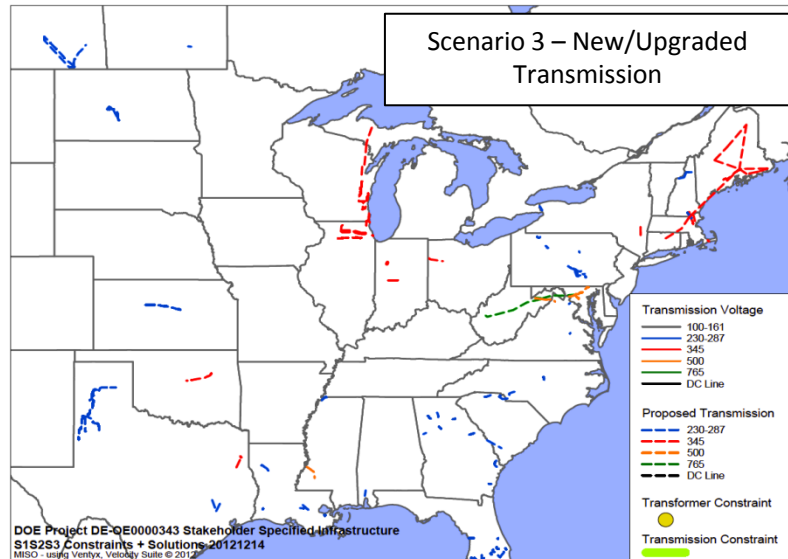 Scenario 3 – New/Upgraded
Transmission
Transmission Voltage
100-161
230-287
345
500
765
DC Line
Proposed Transmission
230-287
345
500
765
DC Line
Transformer Constraint
Transmission Constraint
DOE Project DE-OE0000343 Stakeholder Specified Infrastructure
S1S2S3 Constraints + Solutions 20121214
MISO - using Ventyx, Velocity Suite © 2012